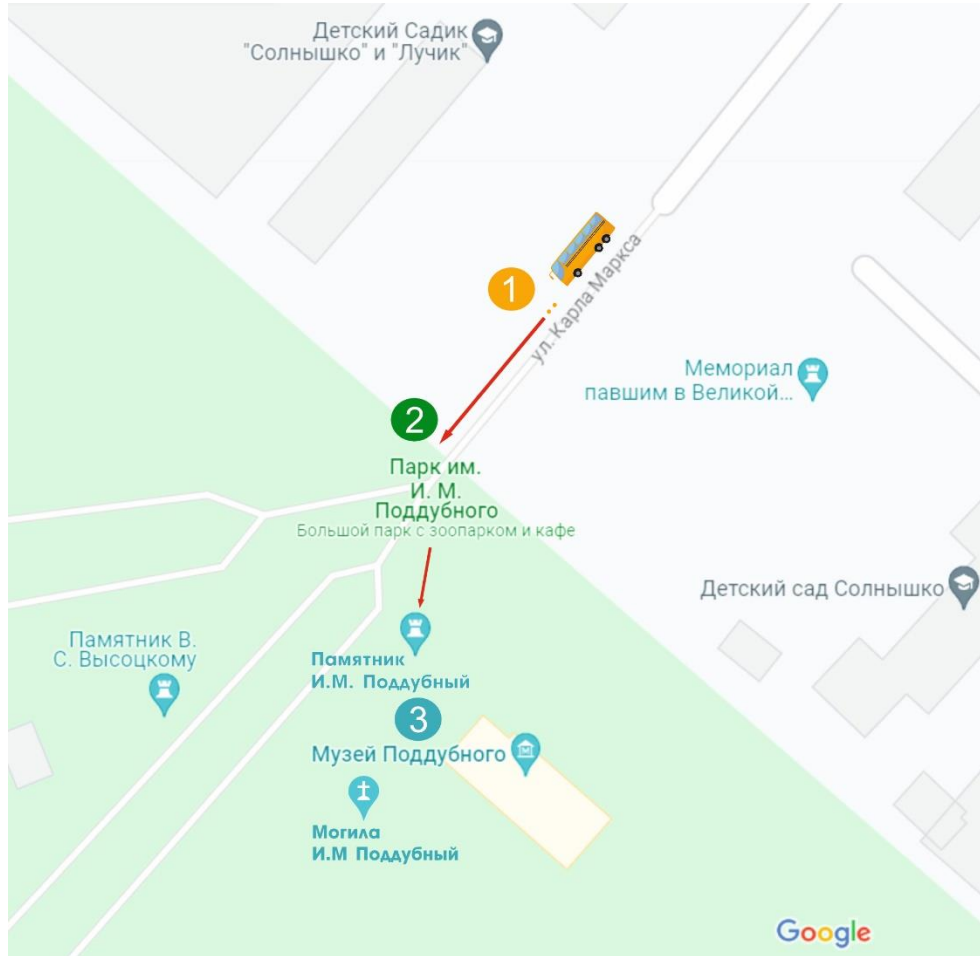 Детский Садик
"Солнышко" и "Лучик"
1
ул. Карла Маркса
Мемориал
павшим в Великой...
2
Парк им.
И. М.
Поддубного
Большой парк с зоопарком и кафе
Детский сад Солнышко
Памятник В.
С. Высоцкому
Памятник
И.М. Поддубный
3
Музей Поддубного
Могила
И.М Поддубный
Google